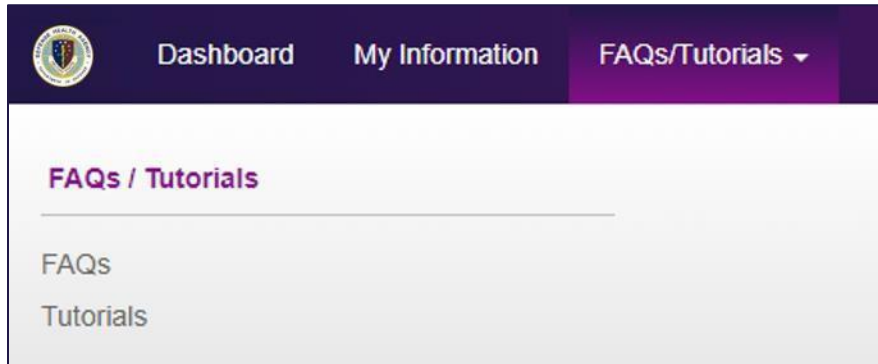 Dashboard My Information FAQs/Tutorials
FAQs / Tutorials
FAQs
Tutorials